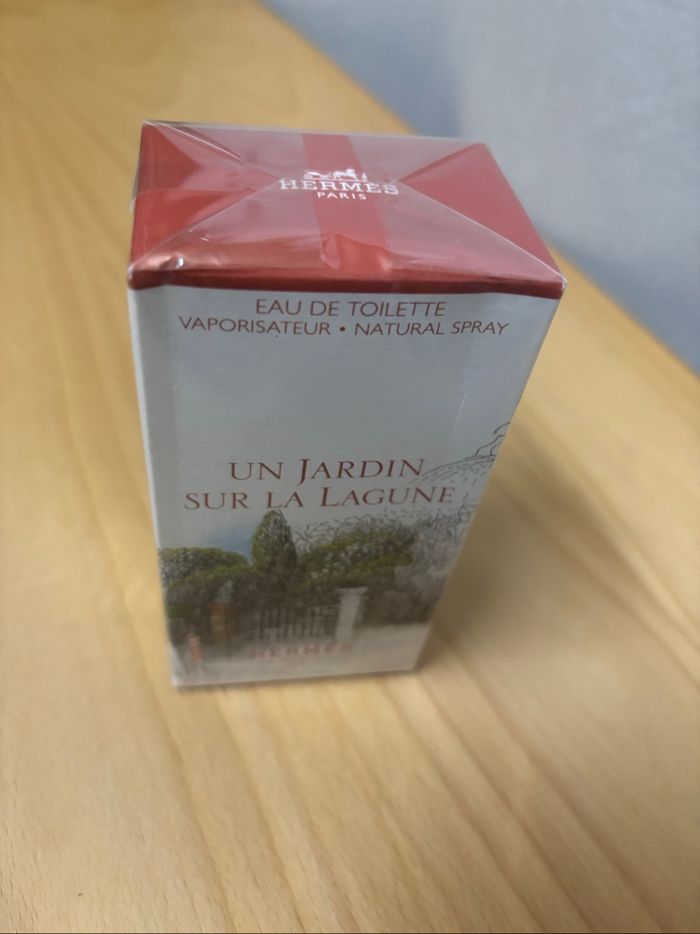 HERMÈS
PARIS
EAU DE TOILETTE
VAPORISATEUR • NATURAL SPRAY
UN JARDIN
SUR LA LAGUNE
HERMÈS